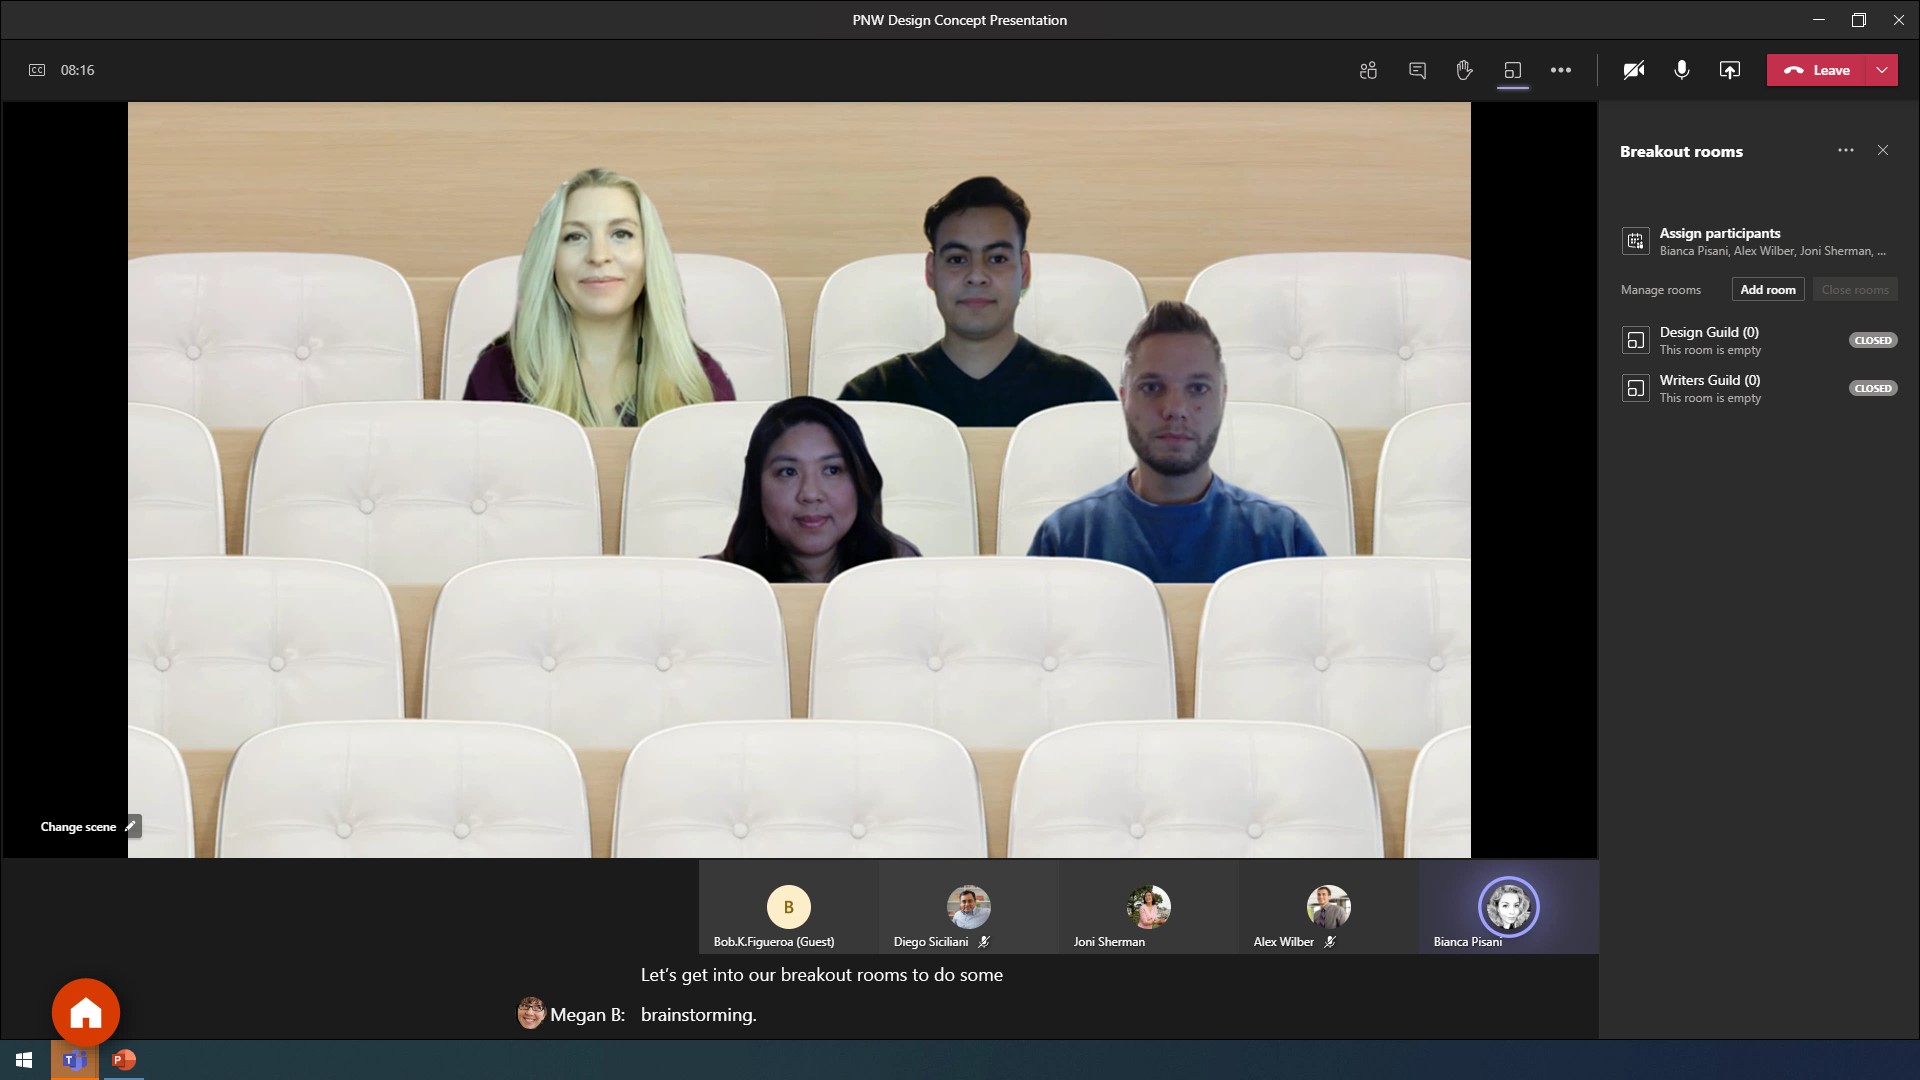 PNW Design Concept Presentation
CC 08:16
Leave
Breakout rooms
Assign participants
Bianca Pisani, Alex Wilber, Joni Sherman, ...
Manage rooms Add room Close rooms
Design Guild (0)
This room is empty
CLOSED
Writers Guild (0)
This room is empty
CLOSED
Change scene
B
Bob.K.Figueroa (Guest)
Diego Siciliani
Joni Sherman
Alex Wilber
Bianca Pisani
Let’s get into our breakout rooms to do some
Megan B: brainstorming.
T P